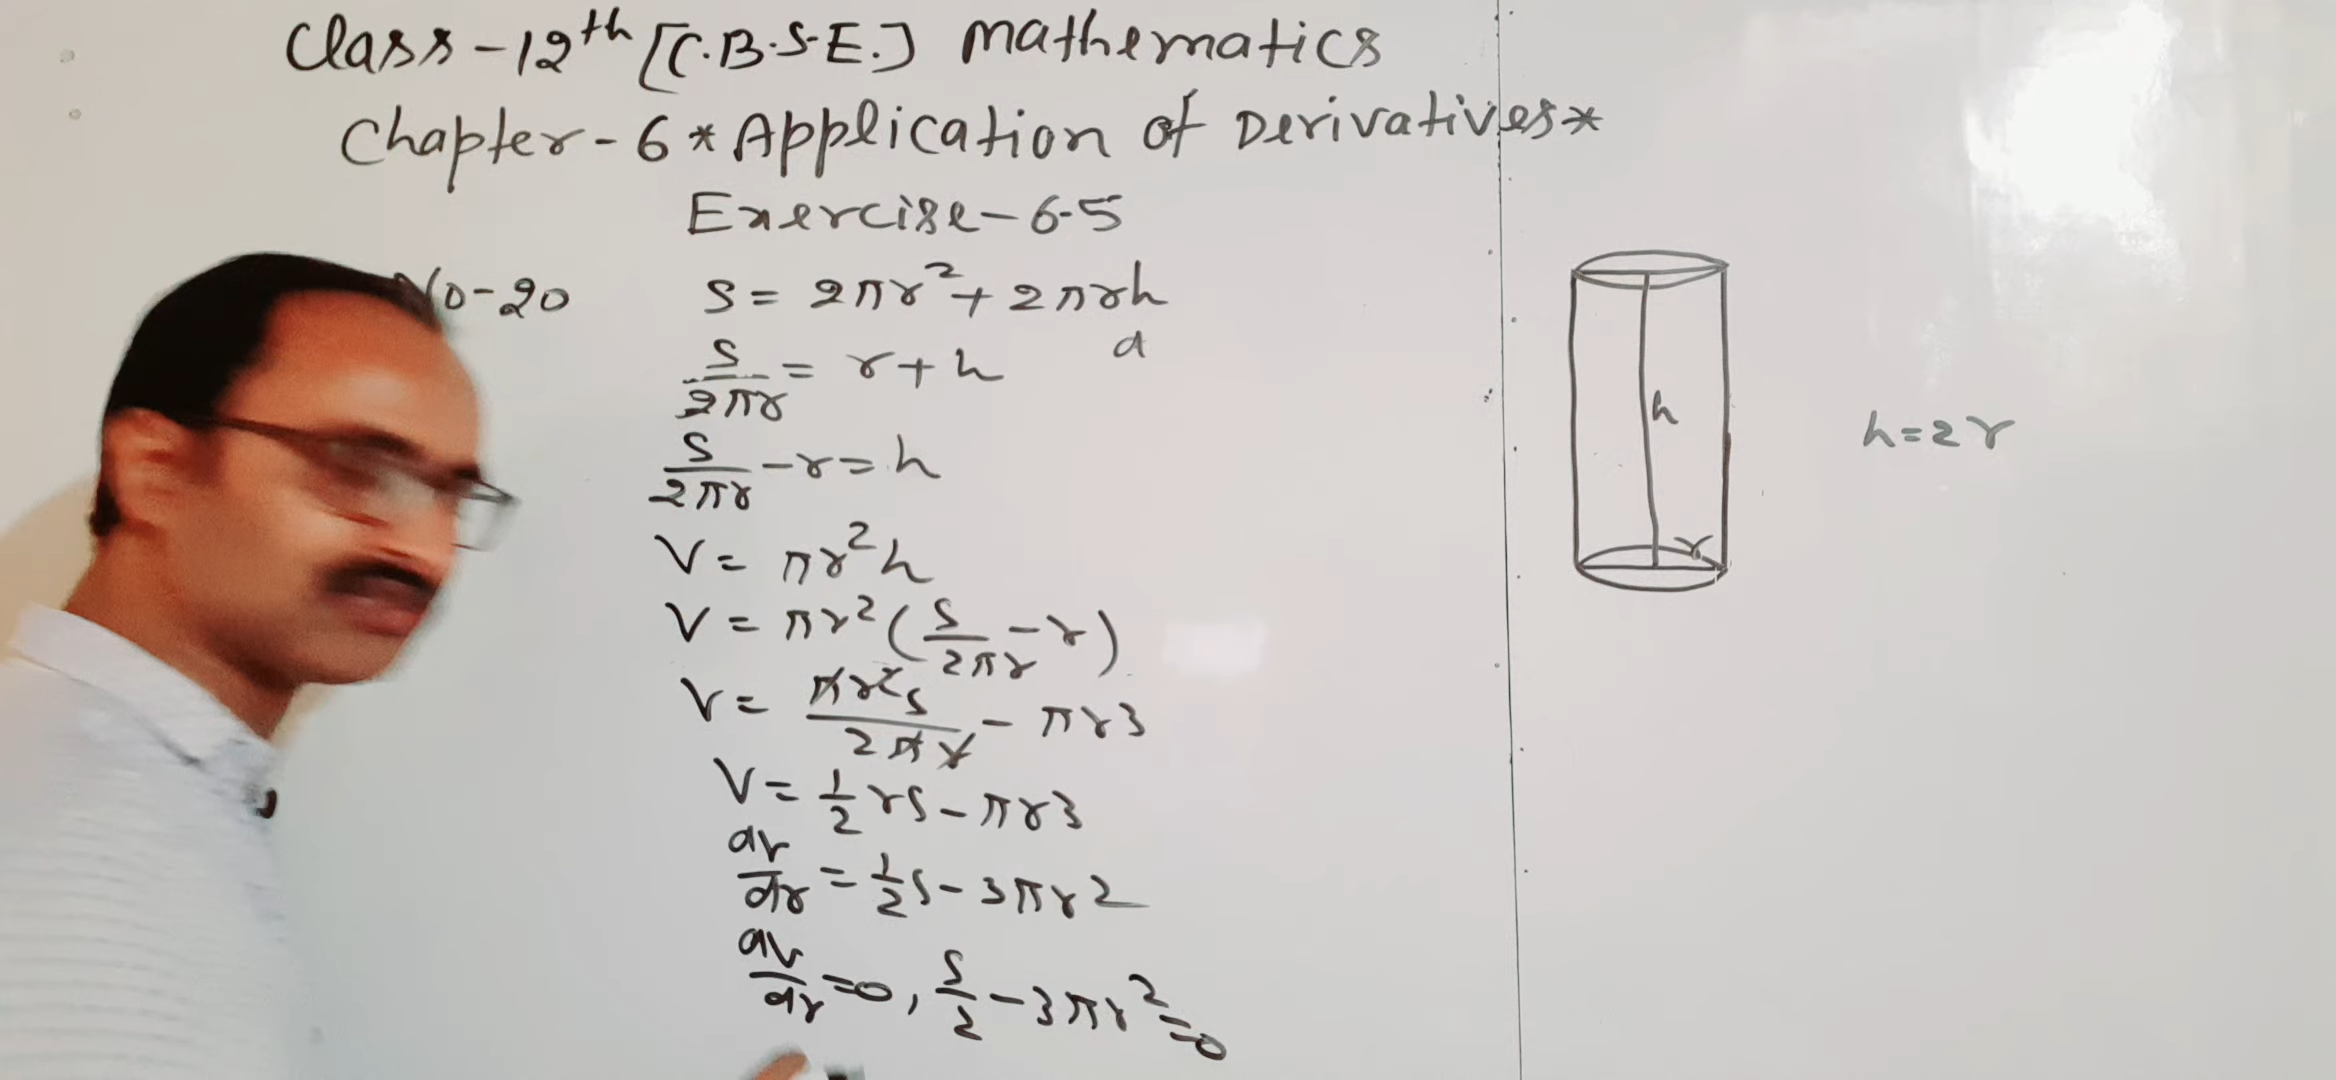 Class-12th [C.B.S.E.] Mathematics
Chapter-6 * Application of Derivatives *
Exercise-6.5
No-20 S = 2πr² + 2πrh
S/2πr = r + h
S/2πr - r = h
V = πr²h
V = πr² (S/2πr - r)
V = πr²S/2πr - πr3
V = 1/2 rS - πr3
dv/dr = 1/2 S - 3πr2
dv/dr = 0, S/2 - 3πr² = 0
h
r
h = 2r